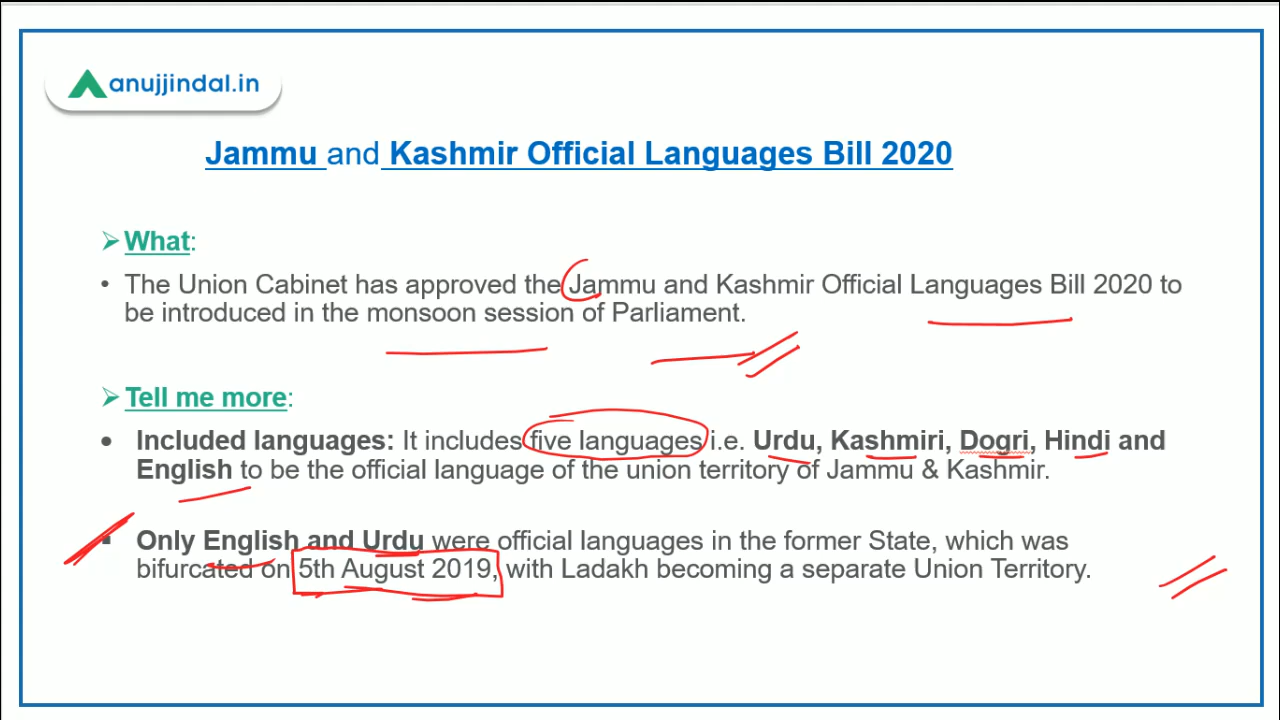 anujjindal.in
Jammu and Kashmir Official Languages Bill 2020
What:
• The Union Cabinet has approved the Jammu and Kashmir Official Languages Bill 2020 to
be introduced in the monsoon session of Parliament.
Tell me more:
• Included languages: It includes five languages i.e. Urdu, Kashmiri, Dogri, Hindi and
English to be the official language of the union territory of Jammu & Kashmir.
▪ Only English and Urdu were official languages in the former State, which was
bifurcated on 5th August 2019, with Ladakh becoming a separate Union Territory.